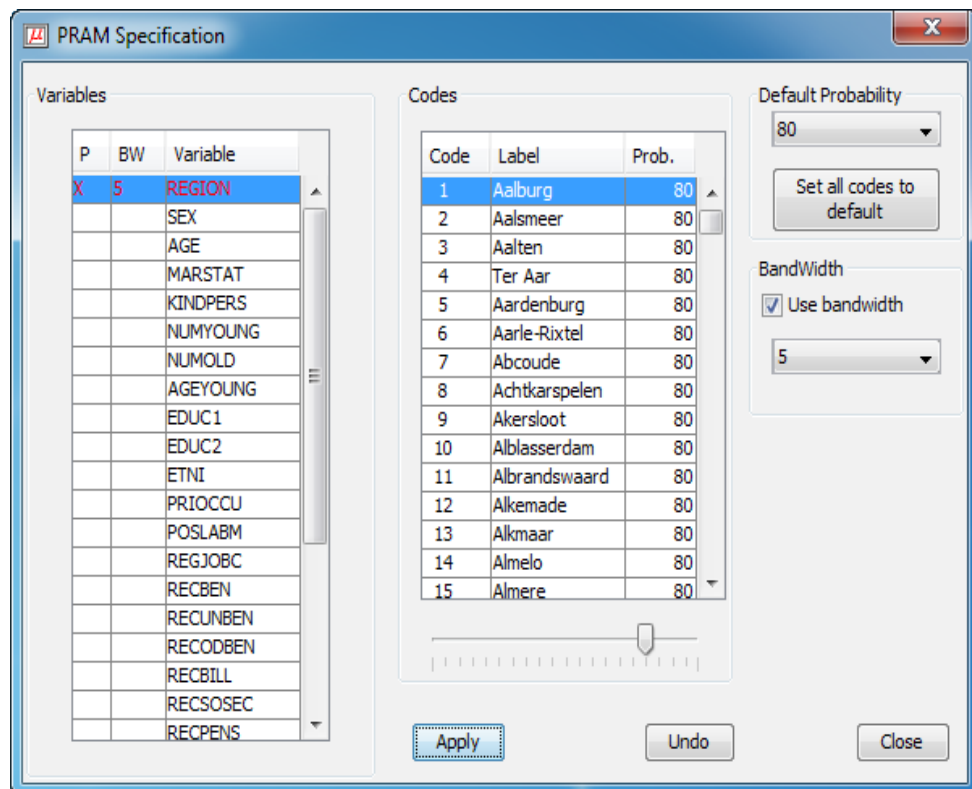 µ PRAM Specification
X
Variables
P BW Variable
X 5 REGION
SEX
AGE
MARSTAT
KINDPERS
NUMYOUNG
NUMOLD
AGEYOUNG
EDUC1
EDUC2
ETNI
PRIOCCU
POSLABM
REGJOBC
RECBEN
RECUNBEN
RECODBEN
RECBILL
RECSOSEC
RECPENS
Codes
Code Label Prob.
1 Aalburg 80
2 Aalsmeer 80
3 Aalten 80
4 Ter Aar 80
5 Aardenburg 80
6 Aarle-Rixtel 80
7 Abcoude 80
8 Achtkarspelen 80
9 Akersloot 80
10 Alblasserdam 80
11 Albrandswaard 80
12 Alkemade 80
13 Alkmaar 80
14 Almelo 80
15 Almere 80
Default Probability
80
Set all codes to
default
BandWidth
Use bandwidth
5
Apply
Undo
Close